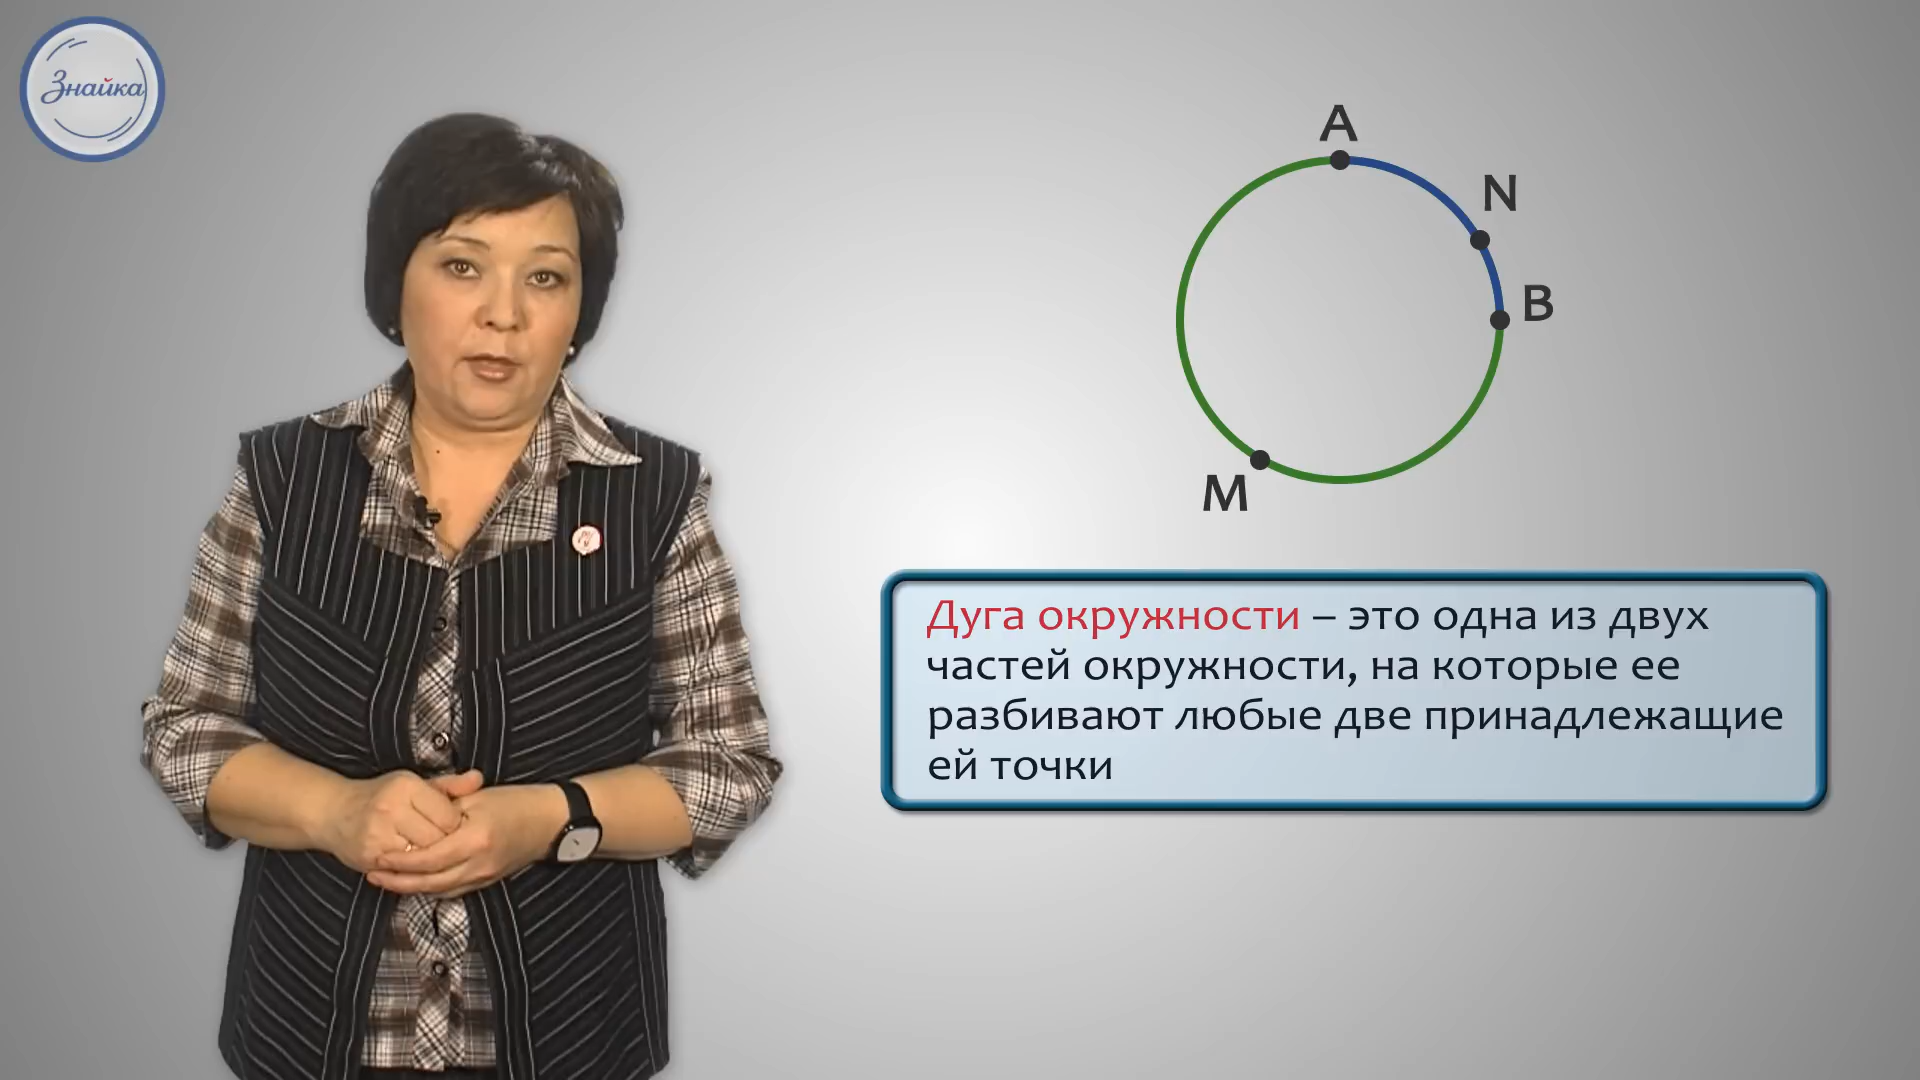 Знайка
A
N
B
M
Дуга окружности – это одна из двух
частей окружности, на которые ее
разбивают любые две принадлежащие
ей точки